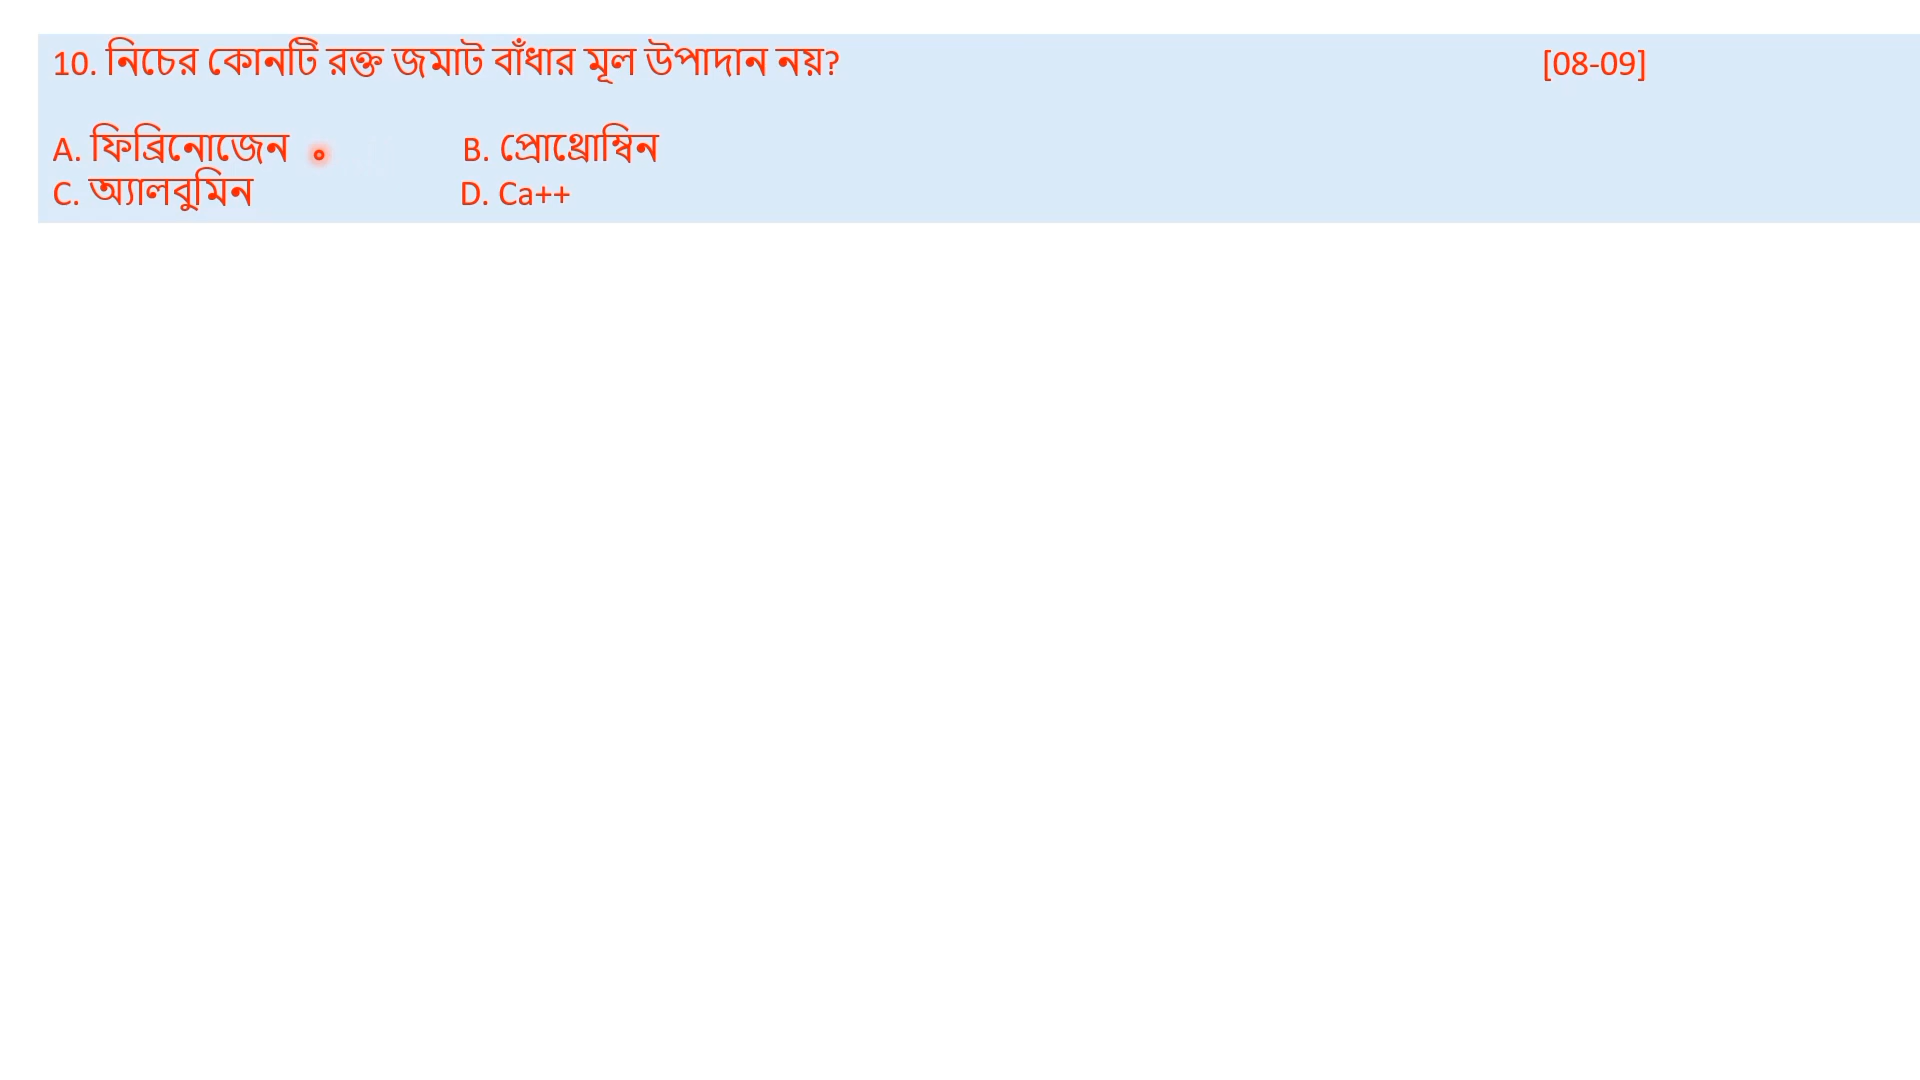 10. নিচের কোনটি রক্ত জমাট বাঁধার মূল উপাদান নয়? [08-09]
A. ফিব্রিনোজেন B. প্রোথ্রোম্বিন
C. অ্যালবুমিন D. Ca++